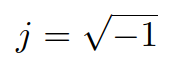 j = √−1